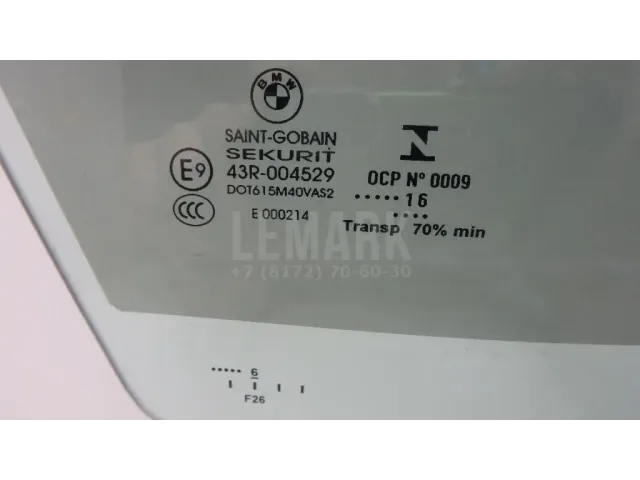 BMW
SAINT-GOBAIN
SEKURIT
E9
43R-004529
DOT615M40VAS2
CCC
E 000214
N
OCP Nº 0009
..... 16
....
Transp. 70% min
LEMARK
+7 (8172) 70-60-30
..... 6
F26